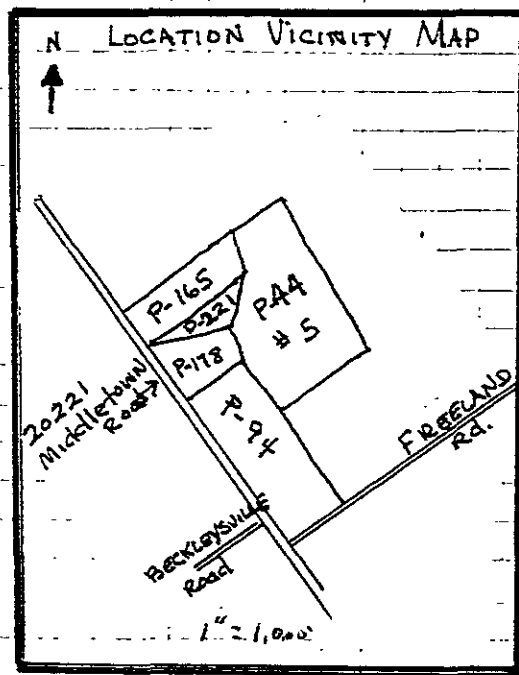 LOCATION VICINITY MAP
N
P-165
P-221
P-178
P-94
PA4
# 5
20221
Middletown
Road
FREELAND
Rd.
BECKLEYSVILLE
Road
1" = 1,000'